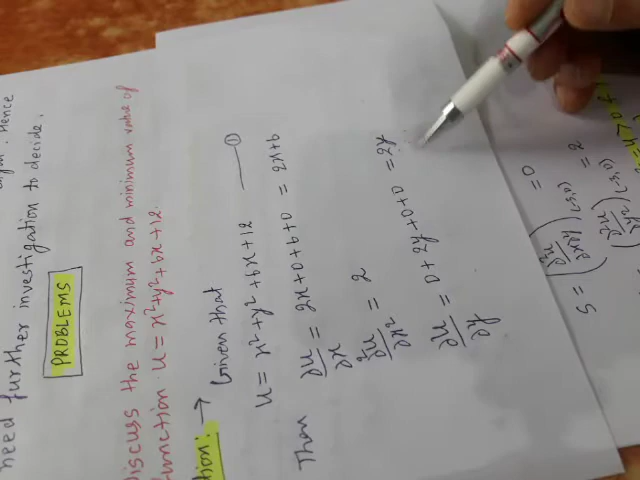 need further investigation to decide.
PROBLEMS
Discuss the maximum and minimum value of
function. u = x²+y²+6x+12.
Given that
u = x²+y²+6x+12 ——①
Then ∂u/∂x = 2x+0+6+0 = 2x+6
∂²u/∂x² = 2
∂u/∂y = 0+2y+0+0 = 2y
S = (∂²u/∂x∂y)(-3,0) = 0
(∂²u/∂y²)(-3,0) = 2